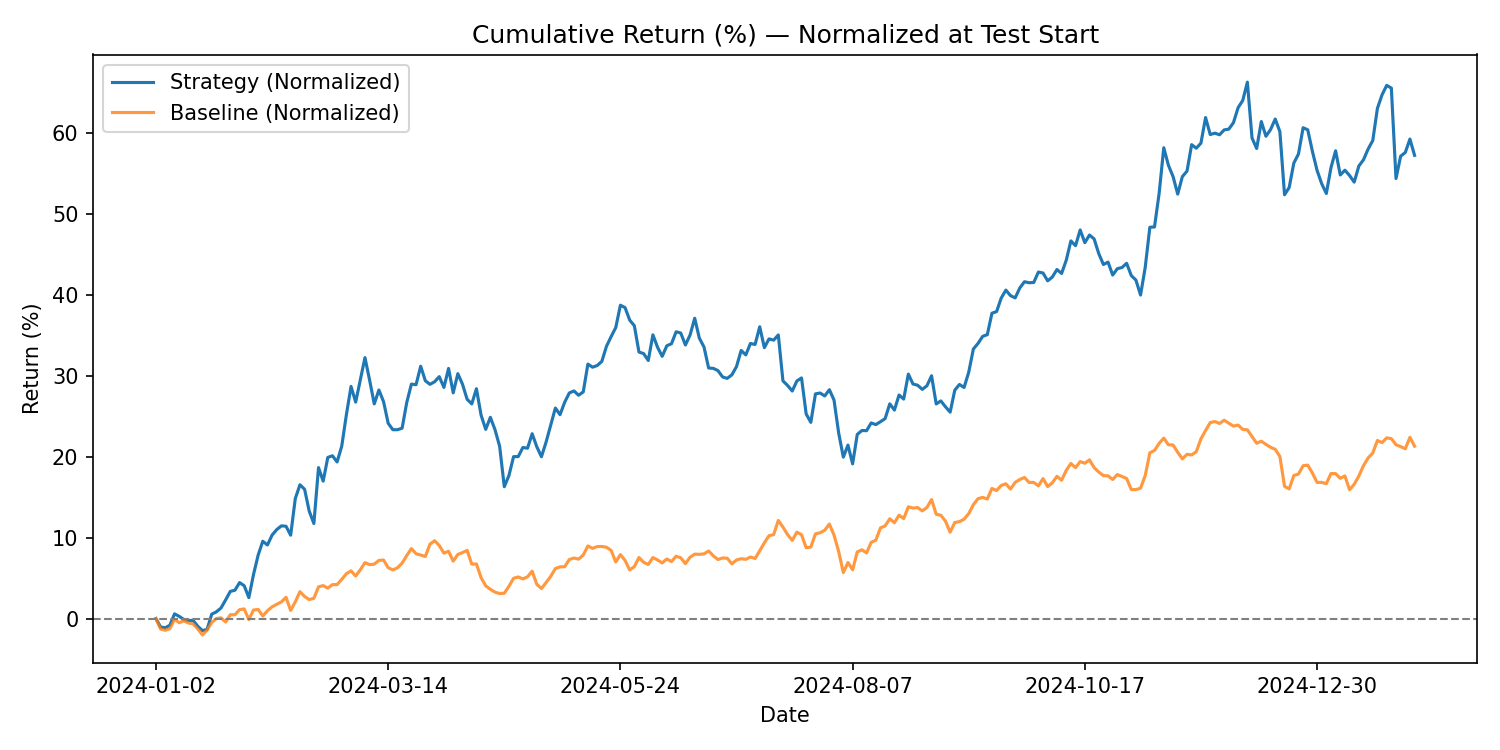 Cumulative Return (%) — Normalized at Test Start
Strategy (Normalized)
Baseline (Normalized)
Return (%)
60
50
40
30
20
10
0
2024-01-02
2024-03-14
2024-05-24
2024-08-07
2024-10-17
2024-12-30
Date